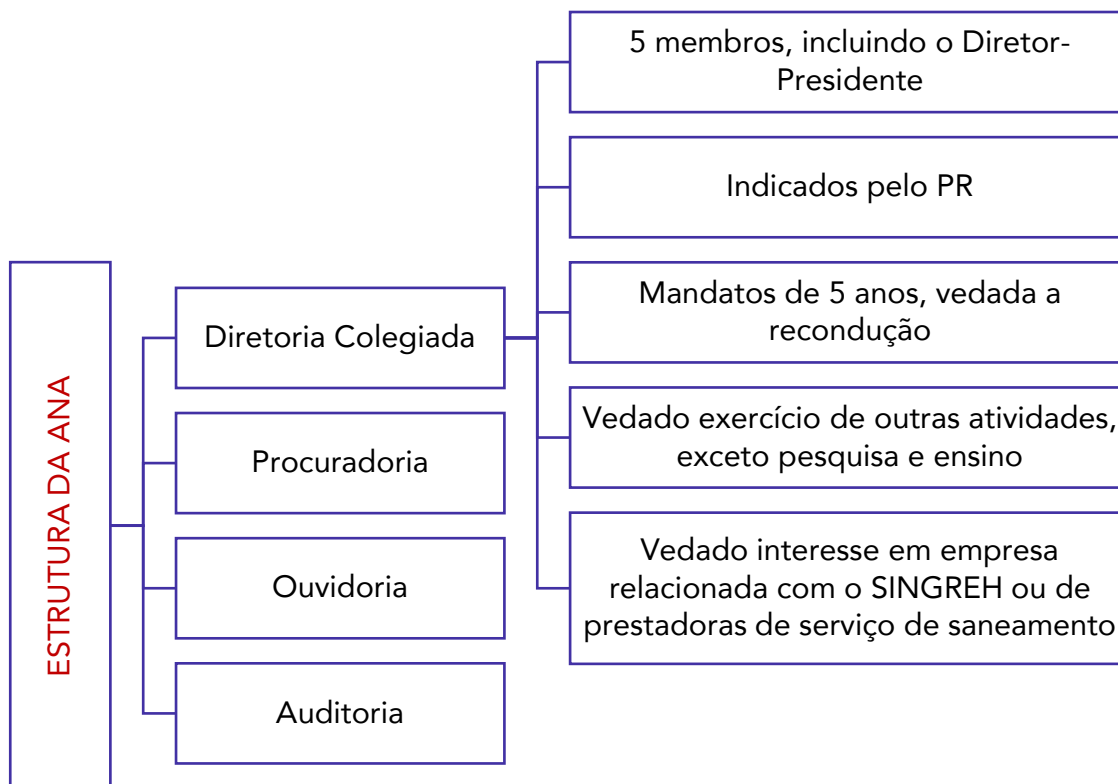 ESTRUTURA DA ANA
Diretoria Colegiada
5 membros, incluindo o Diretor-
Presidente
Indicados pelo PR
Mandatos de 5 anos, vedada a
recondução
Vedado exercício de outras atividades,
exceto pesquisa e ensino
Vedado interesse em empresa
relacionada com o SINGREH ou de
prestadoras de serviço de saneamento
Procuradoria
Ouvidoria
Auditoria